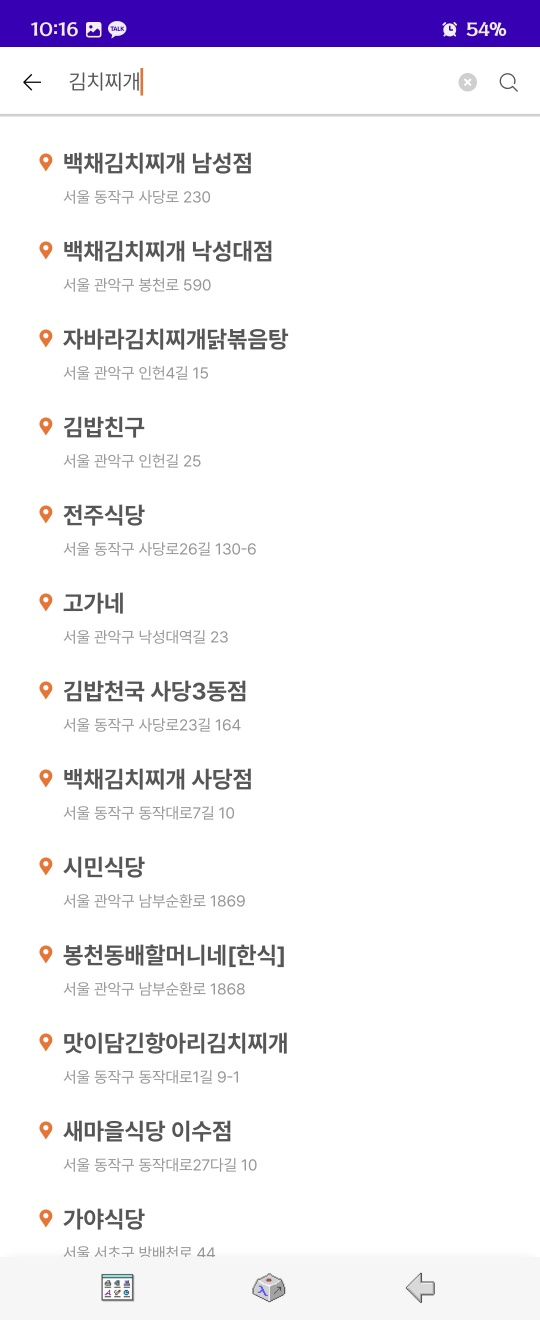 10:16 TALK 54%
김치찌개
백채김치찌개 남성점
서울 동작구 사당로 230
백채김치찌개 낙성대점
서울 관악구 봉천로 590
자바라김치찌개닭볶음탕
서울 관악구 인헌4길 15
김밥친구
서울 관악구 인헌길 25
전주식당
서울 동작구 사당로26길 130-6
고가네
서울 관악구 낙성대역길 23
김밥천국 사당3동점
서울 동작구 사당로23길 164
백채김치찌개 사당점
서울 동작구 동작대로7길 10
시민식당
서울 관악구 남부순환로 1869
봉천동배할머니네[한식]
서울 관악구 남부순환로 1868
맛이담긴항아리김치찌개
서울 동작구 동작대로1길 9-1
새마을식당 이수점
서울 동작구 동작대로27다길 10
가야식당
서울 서초구 방배천로 44